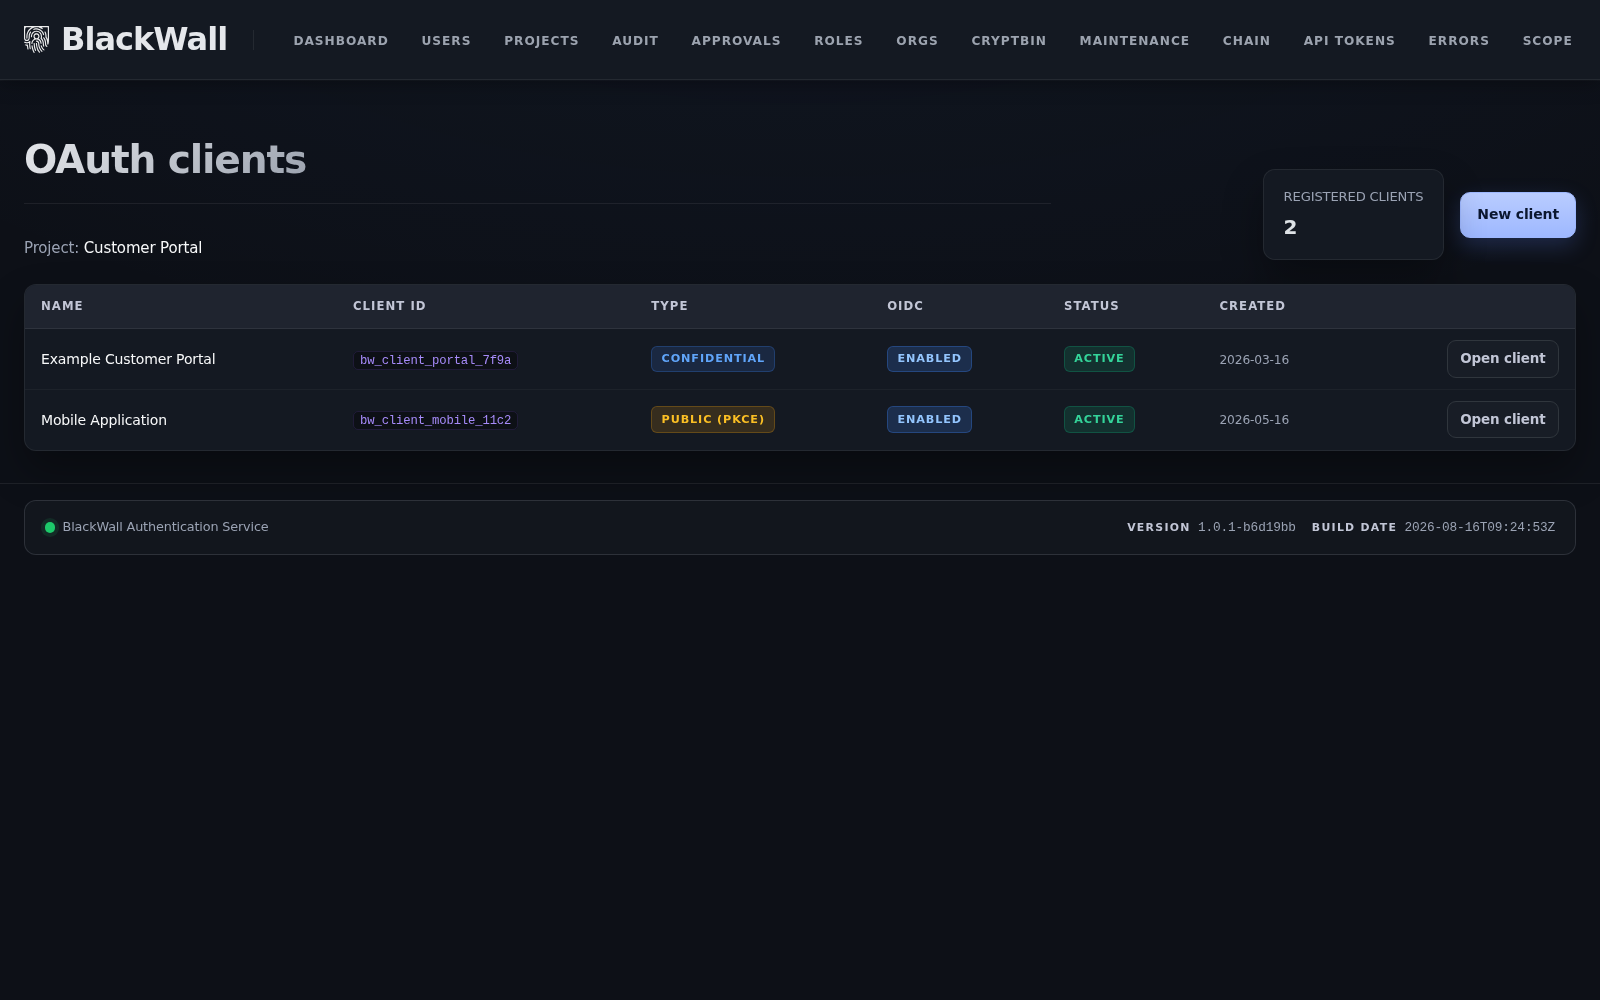 BlackWall
DASHBOARD USERS PROJECTS AUDIT APPROVALS ROLES ORGS CRYPTBIN MAINTENANCE CHAIN API TOKENS ERRORS SCOPE
OAuth clients
Project: Customer Portal
REGISTERED CLIENTS
2
New client
NAME CLIENT ID TYPE OIDC STATUS CREATED
Example Customer Portal bw_client_portal_7f9a CONFIDENTIAL ENABLED ACTIVE 2026-03-16 Open client
Mobile Application bw_client_mobile_11c2 PUBLIC (PKCE) ENABLED ACTIVE 2026-05-16 Open client
BlackWall Authentication Service VERSION 1.0.1-b6d19bb BUILD DATE 2026-08-16T09:24:53Z